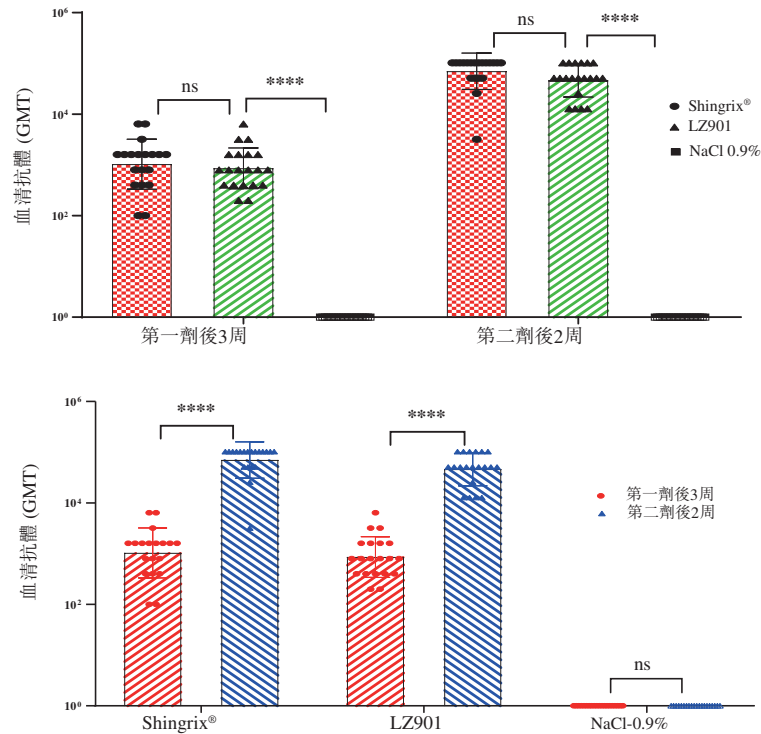 10⁶
ns
****
ns
****
10⁴
10²
10⁰
血清抗體 (GMT)
Shingrix®
LZ901
NaCl 0.9%
第一劑後3周
第二劑後2周
10⁶
****
****
10⁴
10²
10⁰
血清抗體 (GMT)
第一劑後3周
第二劑後2周
ns
Shingrix®
LZ901
NaCl-0.9%